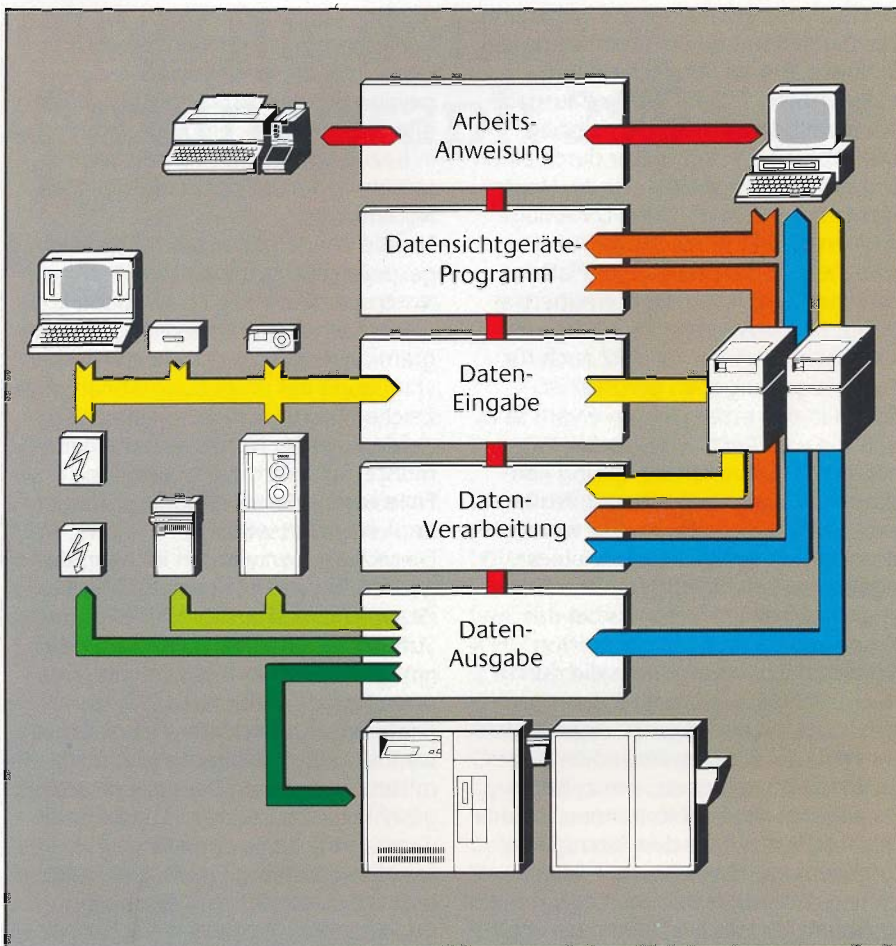 Arbeits-
Anweisung
Datensichtgeräte-
Programm
Daten-
Eingabe
Daten-
Verarbeitung
Daten-
Ausgabe